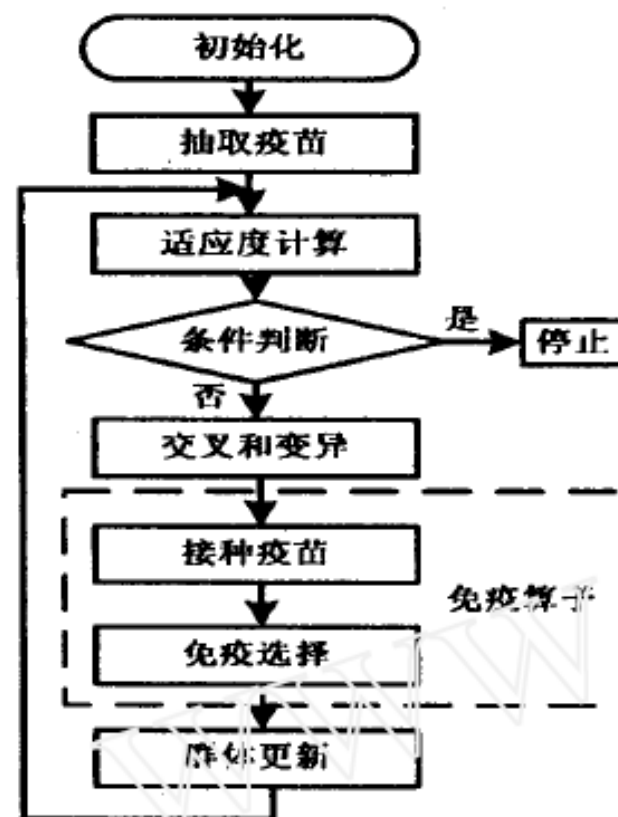 初始化
抽取疫苗
适应度计算
条件判断
是
停止
否
交叉和变异
接种疫苗
免疫算子
免疫选择
群体更新
WWW